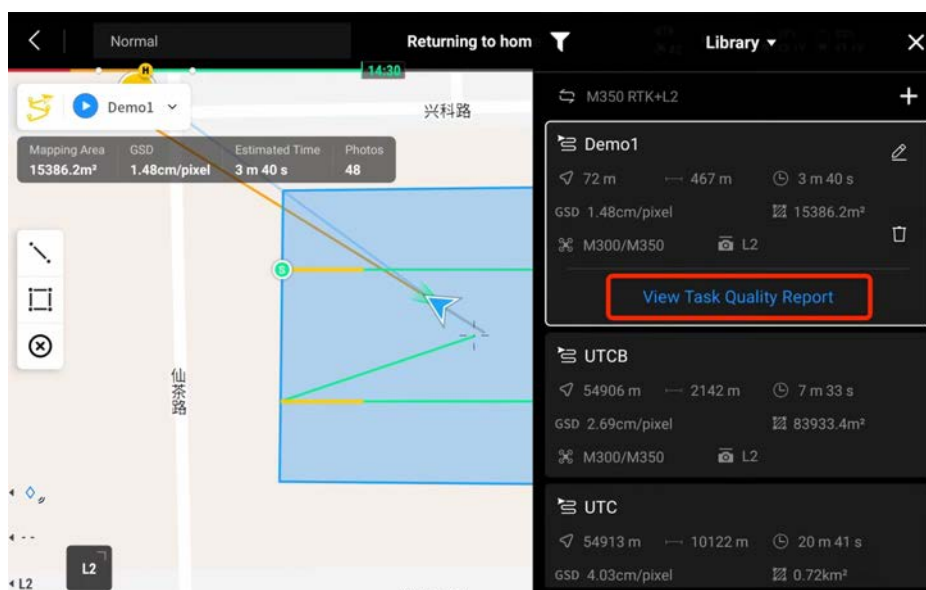 Normal
Returning to hom
Library
H
14:30
Demo1
兴科路
M350 RTK+L2
Mapping Area GSD Estimated Time Photos
15386.2m² 1.48cm/pixel 3 m 40 s 48
Demo1
72 m 467 m 3 m 40 s
GSD 1.48cm/pixel 15386.2m²
M300/M350 L2
View Task Quality Report
S
仙茶路
UTCB
54906 m 2142 m 7 m 33 s
GSD 2.69cm/pixel 83933.4m²
M300/M350 L2
UTC
54913 m 10122 m 20 m 41 s
GSD 4.03cm/pixel 0.72km²
L2
L2